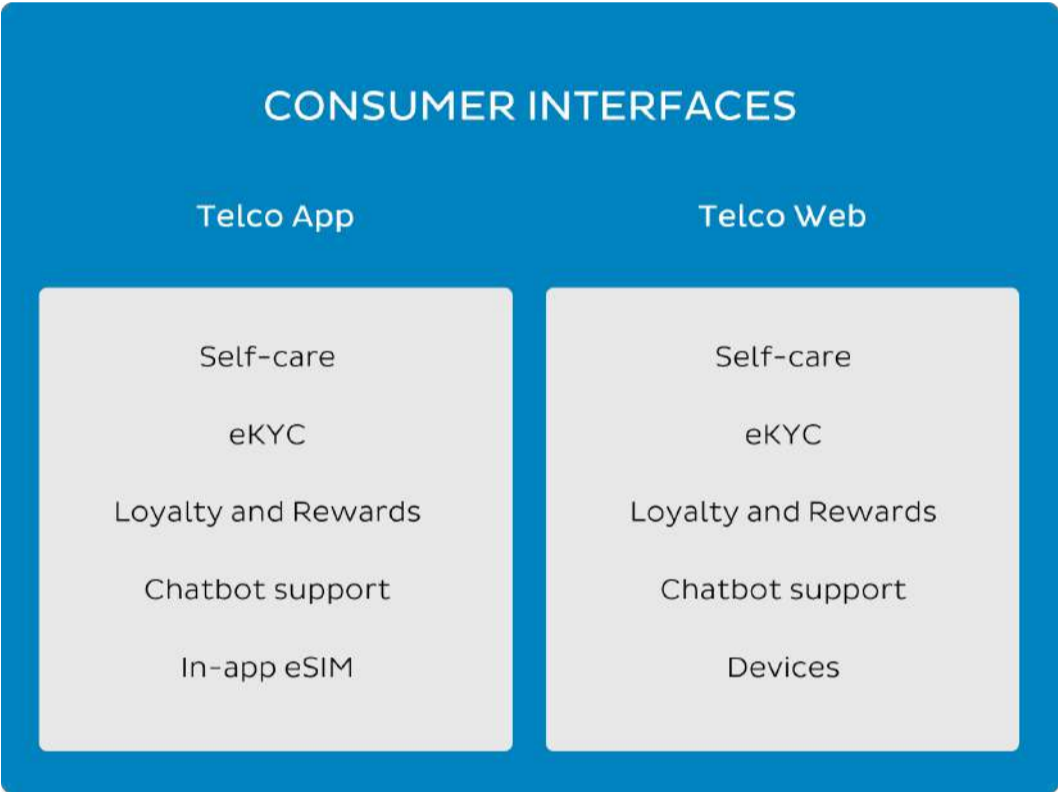 CONSUMER INTERFACES
Telco App
Self-care
eKYC
Loyalty and Rewards
Chatbot support
In-app eSIM
Telco Web
Self-care
eKYC
Loyalty and Rewards
Chatbot support
Devices